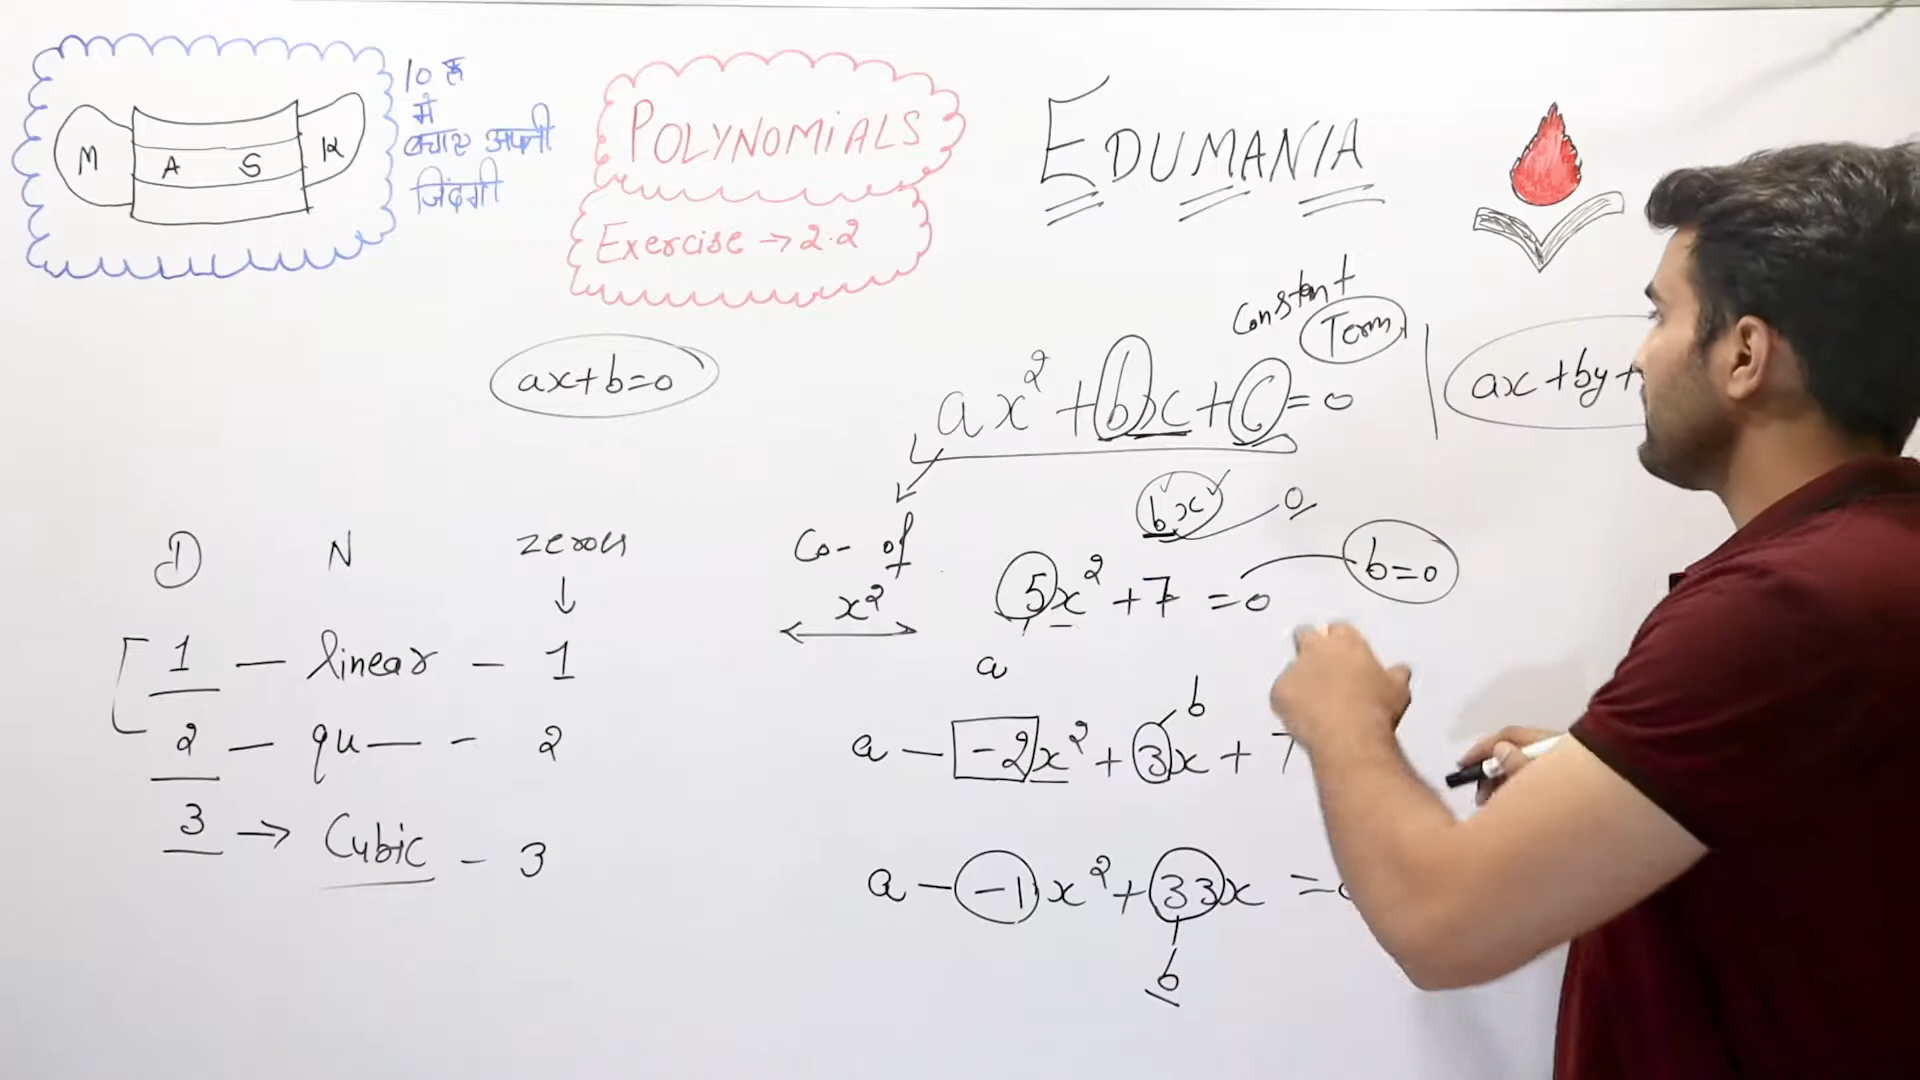 M A S K
10 रू
में
बचाए अपनी
जिंदगी
POLYNOMIALS
Exercise → 2.2
EDUMANIA
ax+b=0
Constant
Term
ax²+bx+c=0
ax+by+
bx 0
Co- of
x²
5x²+7=0
b=0
a
D N zeroes
1 — linear - 1
2 — qu— - 2
3 → Cubic - 3
b
a — -2x²+3x+7
a — -1x²+33x =0
b